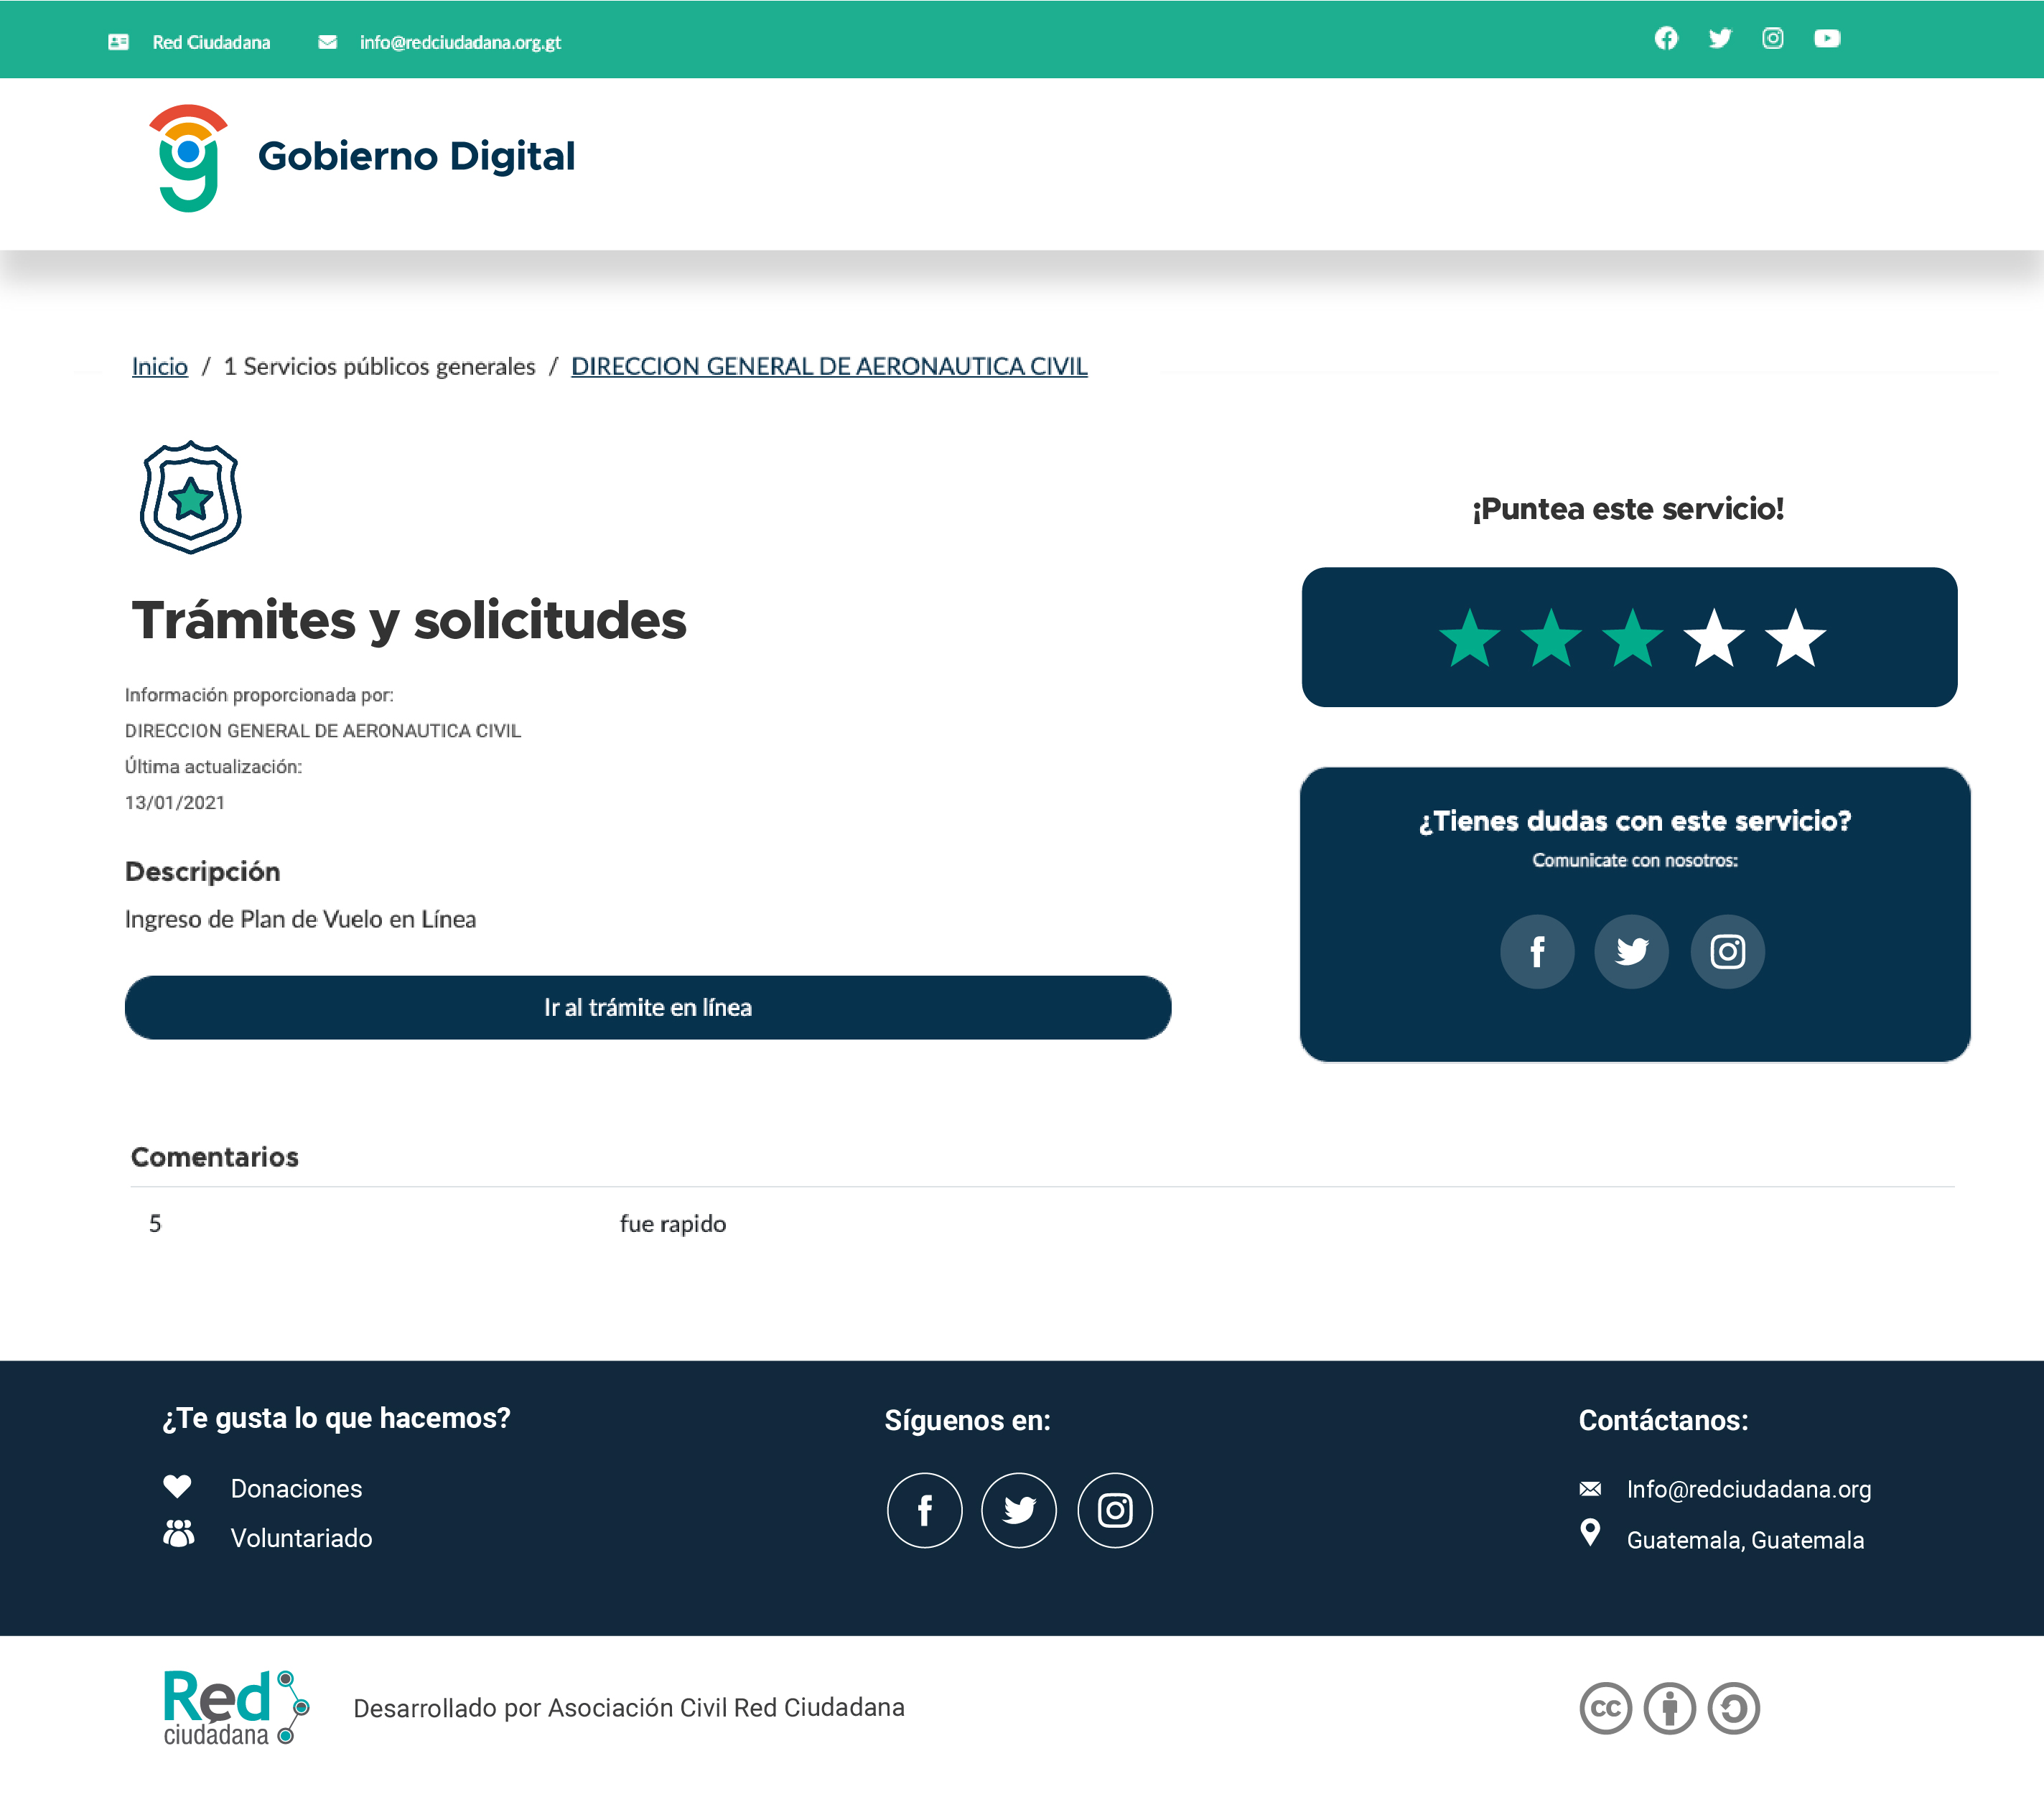 Red Ciudadana
info@redciudadana.org.gt
Gobierno Digital
Inicio / 1 Servicios públicos generales / DIRECCION GENERAL DE AERONAUTICA CIVIL
Trámites y solicitudes
Información proporcionada por:
DIRECCION GENERAL DE AERONAUTICA CIVIL
Última actualización:
13/01/2021
Descripción
Ingreso de Plan de Vuelo en Línea
Ir al trámite en línea
¡Puntea este servicio!
¿Tienes dudas con este servicio?
Comunicate con nosotros:
Comentarios
5 fue rapido
¿Te gusta lo que hacemos?
Donaciones
Voluntariado
Síguenos en:
Contáctanos:
Info@redciudadana.org
Guatemala, Guatemala
Red
ciudadana
Desarrollado por Asociación Civil Red Ciudadana
cc